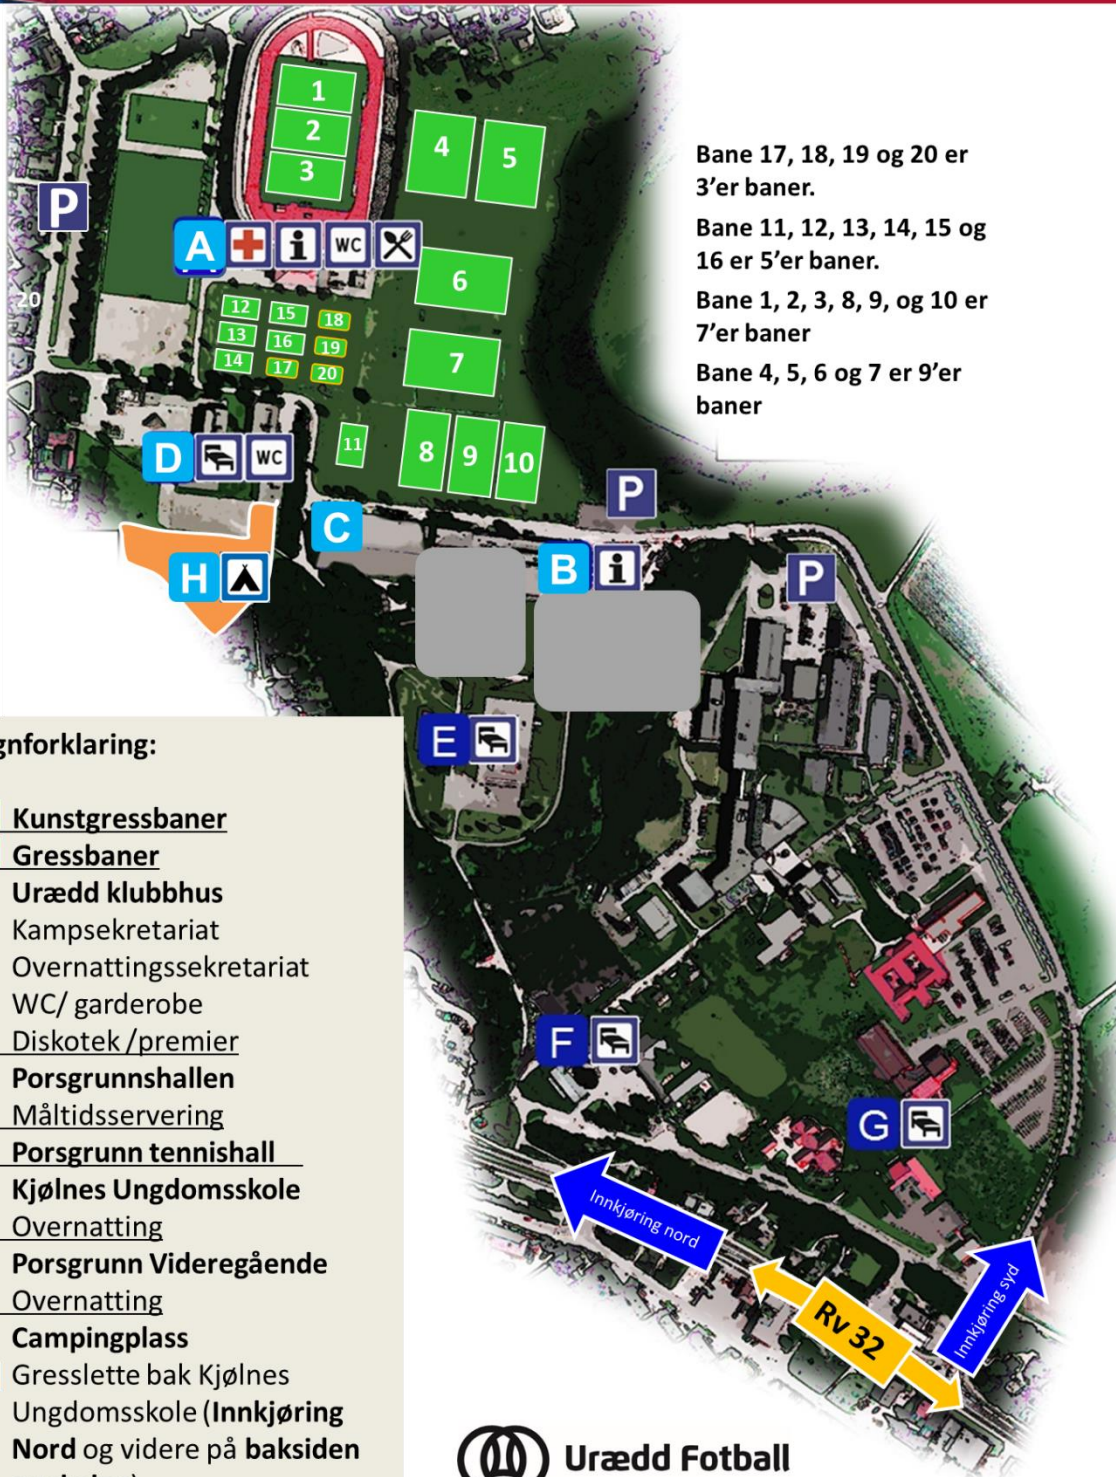 1
2
3
4
5
P
A
i
WC
6
20
12
15
18
13
16
19
14
17
20
7
11
8
9
10
D
WC
P
C
B
i
P
H
E
F
G
Bane 17, 18, 19 og 20 er
3’er baner.
Bane 11, 12, 13, 14, 15 og
16 er 5’er baner.
Bane 1, 2, 3, 8, 9, og 10 er
7’er baner
Bane 4, 5, 6 og 7 er 9’er
baner
gnforklaring:
Kunstgressbaner
Gressbaner
Urædd klubbhus
Kampsekretariat
Overnattingssekretariat
WC/ garderobe
Diskotek /premier
Porsgrunnshallen
Måltidsservering
Porsgrunn tennishall
Kjølnes Ungdomsskole
Overnatting
Porsgrunn Videregående
Overnatting
Campingplass
Gresslette bak Kjølnes
Ungdomsskole (Innkjøring
Nord og videre på baksiden
Innkjøring nord
Rv 32
Innkjøring syd
Urædd Fotball